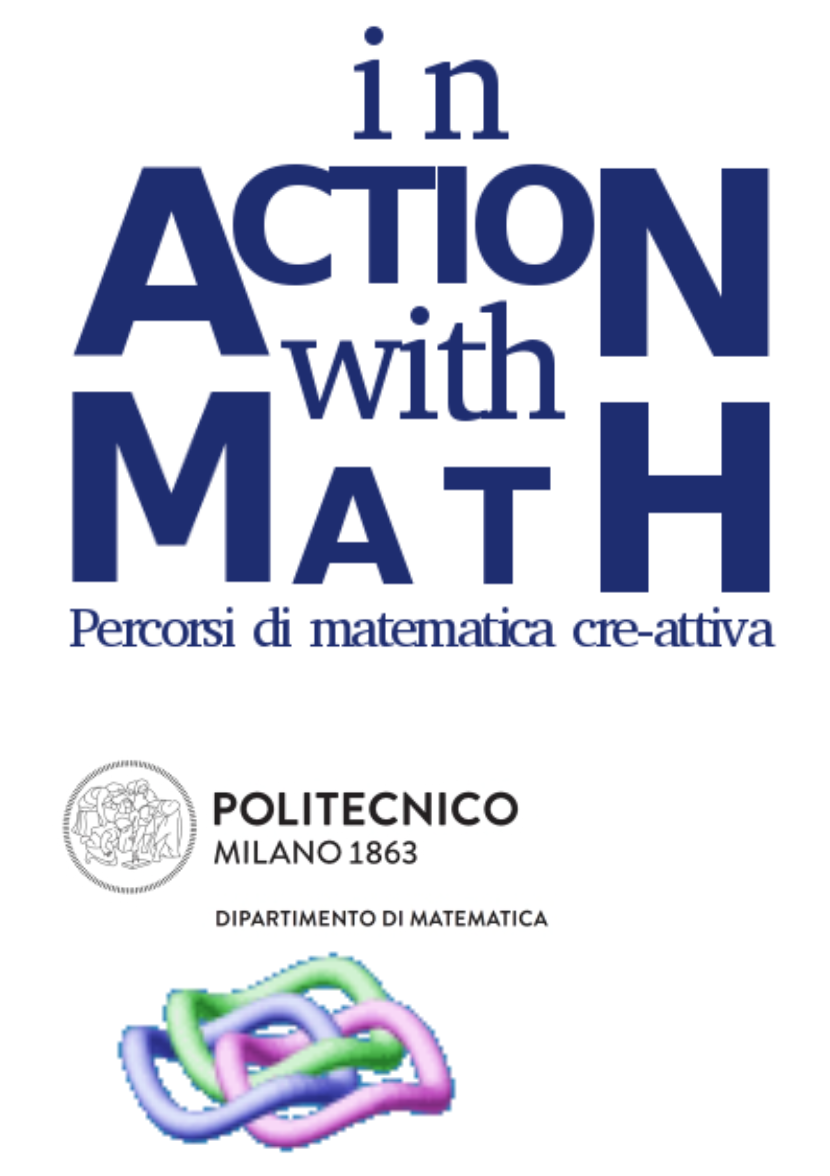 in
ACTION
with
MATH
Percorsi di matematica cre-attiva
POLITECNICO
MILANO 1863
DIPARTIMENTO DI MATEMATICA